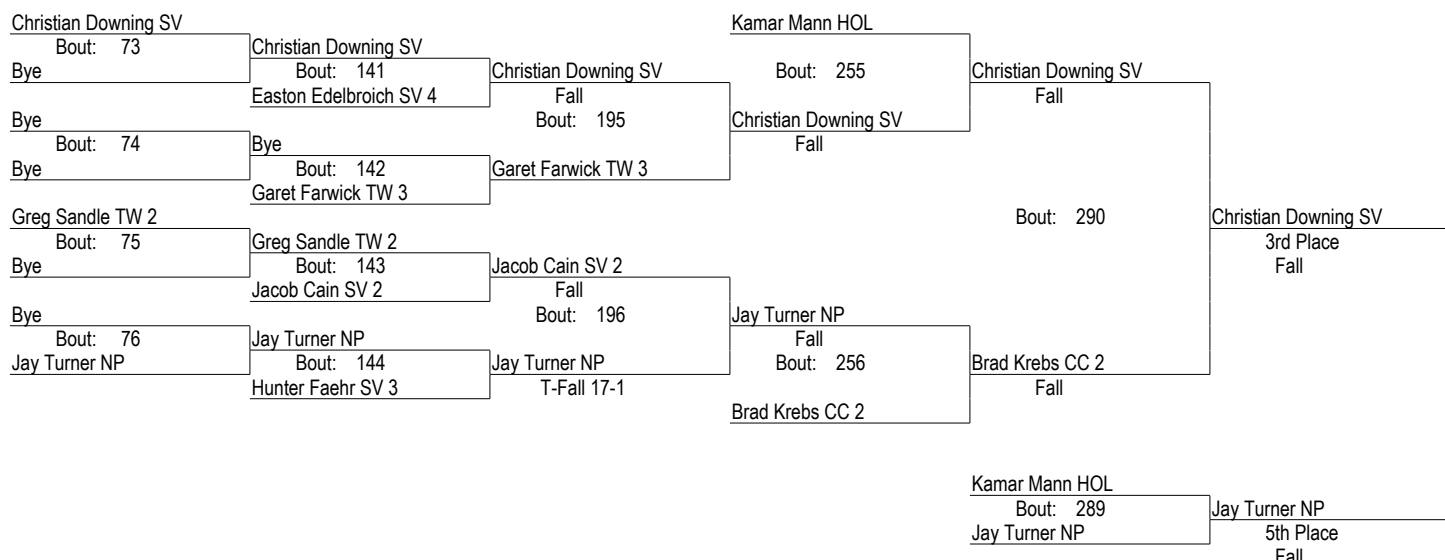 Christian Downing SV
Bout: 73
Bye
Bye
Bout: 74
Bye
Greg Sandle TW 2
Bout: 75
Bye
Bye
Bout: 76
Jay Turner NP
Christian Downing SV
Bout: 141
Easton Edelbroich SV 4
Bye
Bout: 142
Garet Farwick TW 3
Greg Sandle TW 2
Bout: 143
Jacob Cain SV 2
Jay Turner NP
Bout: 144
Hunter Faehr SV 3
Christian Downing SV
Fall
Bout: 195
Garet Farwick TW 3
Jacob Cain SV 2
Fall
Bout: 196
Jay Turner NP
T-Fall 17-1
Kamar Mann HOL
Bout: 255
Christian Downing SV
Fall
Jay Turner NP
Fall
Bout: 256
Brad Krebs CC 2
Christian Downing SV
Fall
Bout: 290
Brad Krebs CC 2
Fall
Christian Downing SV
3rd Place
Fall
Kamar Mann HOL
Bout: 289
Jay Turner NP
Jay Turner NP
5th Place
Fall